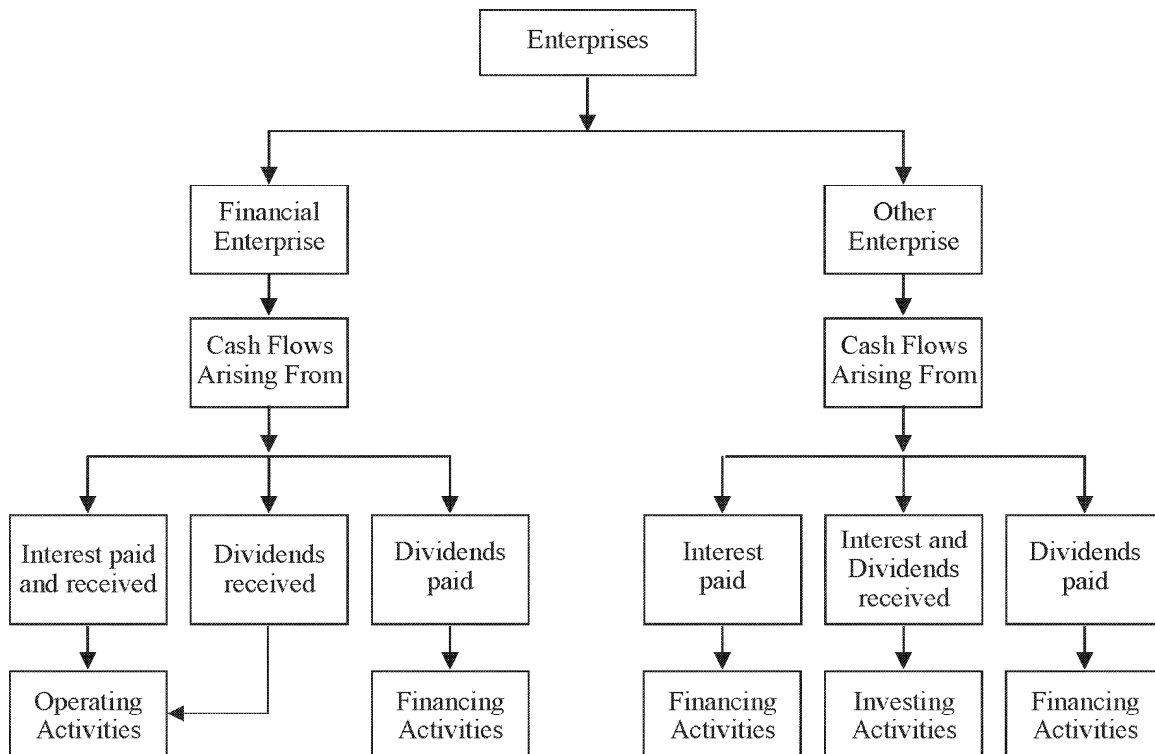 Enterprises
Financial
Enterprise
Other
Enterprise
Cash Flows
Arising From
Cash Flows
Arising From
Interest paid
and received
Dividends
received
Dividends
paid
Interest
paid
Interest and
Dividends
received
Dividends
paid
Operating
Activities
Financing
Activities
Financing
Activities
Investing
Activities
Financing
Activities